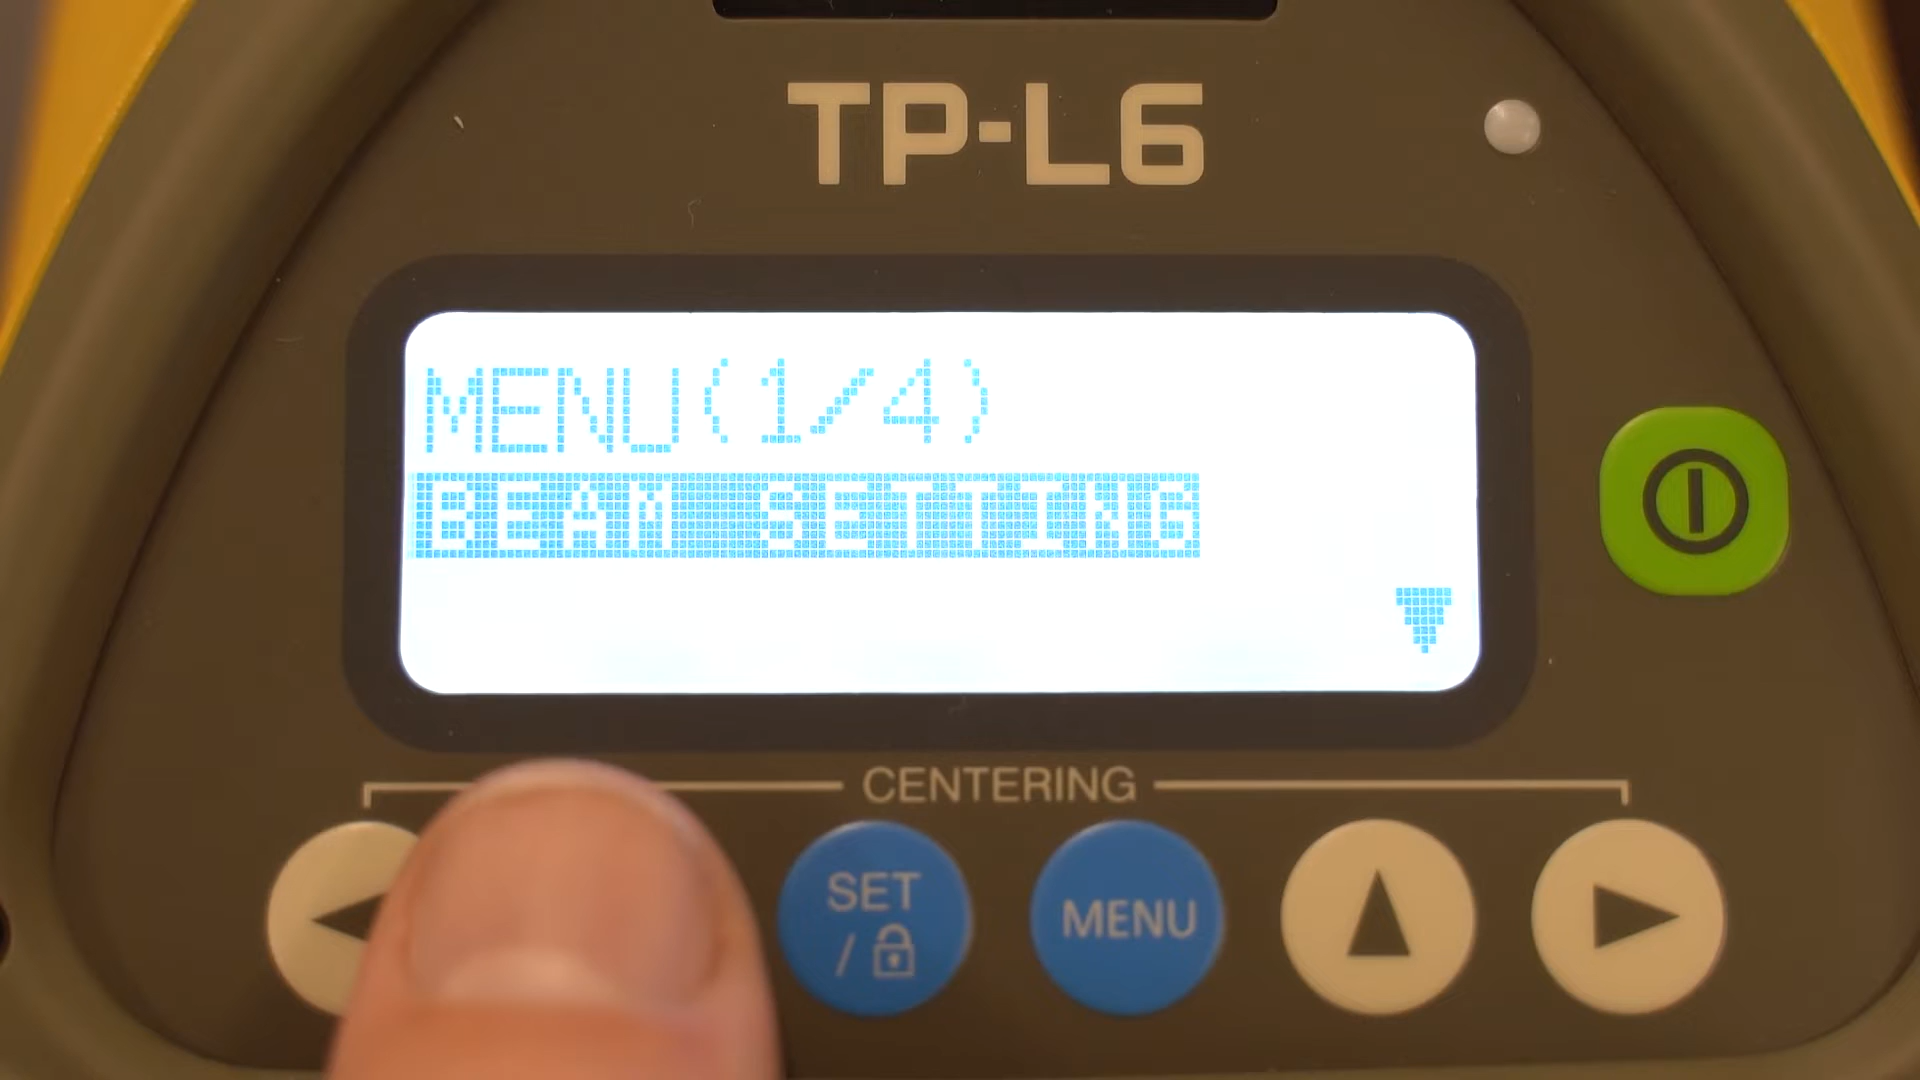 TP-L6
MENU(1/4)
BEAM SETTING
CENTERING
SET
/
MENU